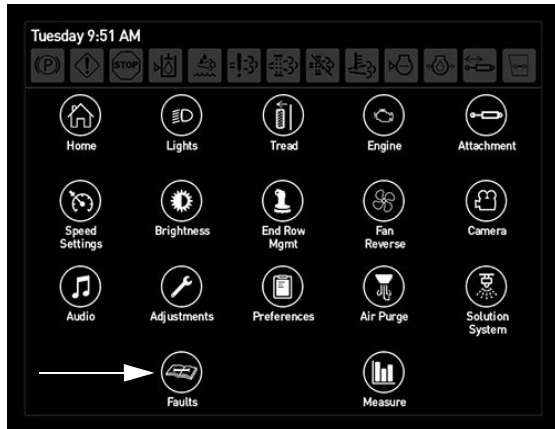 Tuesday 9:51 AM
(P) STOP
Home Lights Tread Engine Attachment
Speed Settings Brightness End Row Mgmt Fan Reverse Camera
Audio Adjustments Preferences Air Purge Solution System
Faults Measure